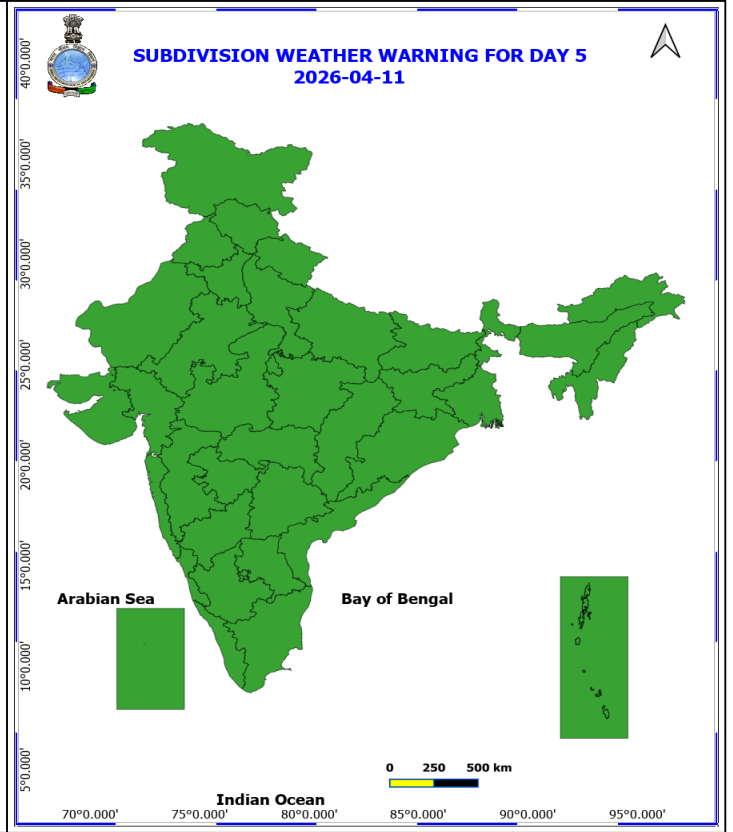 SUBDIVISION WEATHER WARNING FOR DAY 5
2026-04-11
40°0.000'
35°0.000'
30°0.000'
25°0.000'
20°0.000'
15°0.000'
10°0.000'
5°0.000'
Arabian Sea
Bay of Bengal
0 250 500 km
Indian Ocean
70°0.000' 75°0.000' 80°0.000' 85°0.000' 90°0.000' 95°0.000'